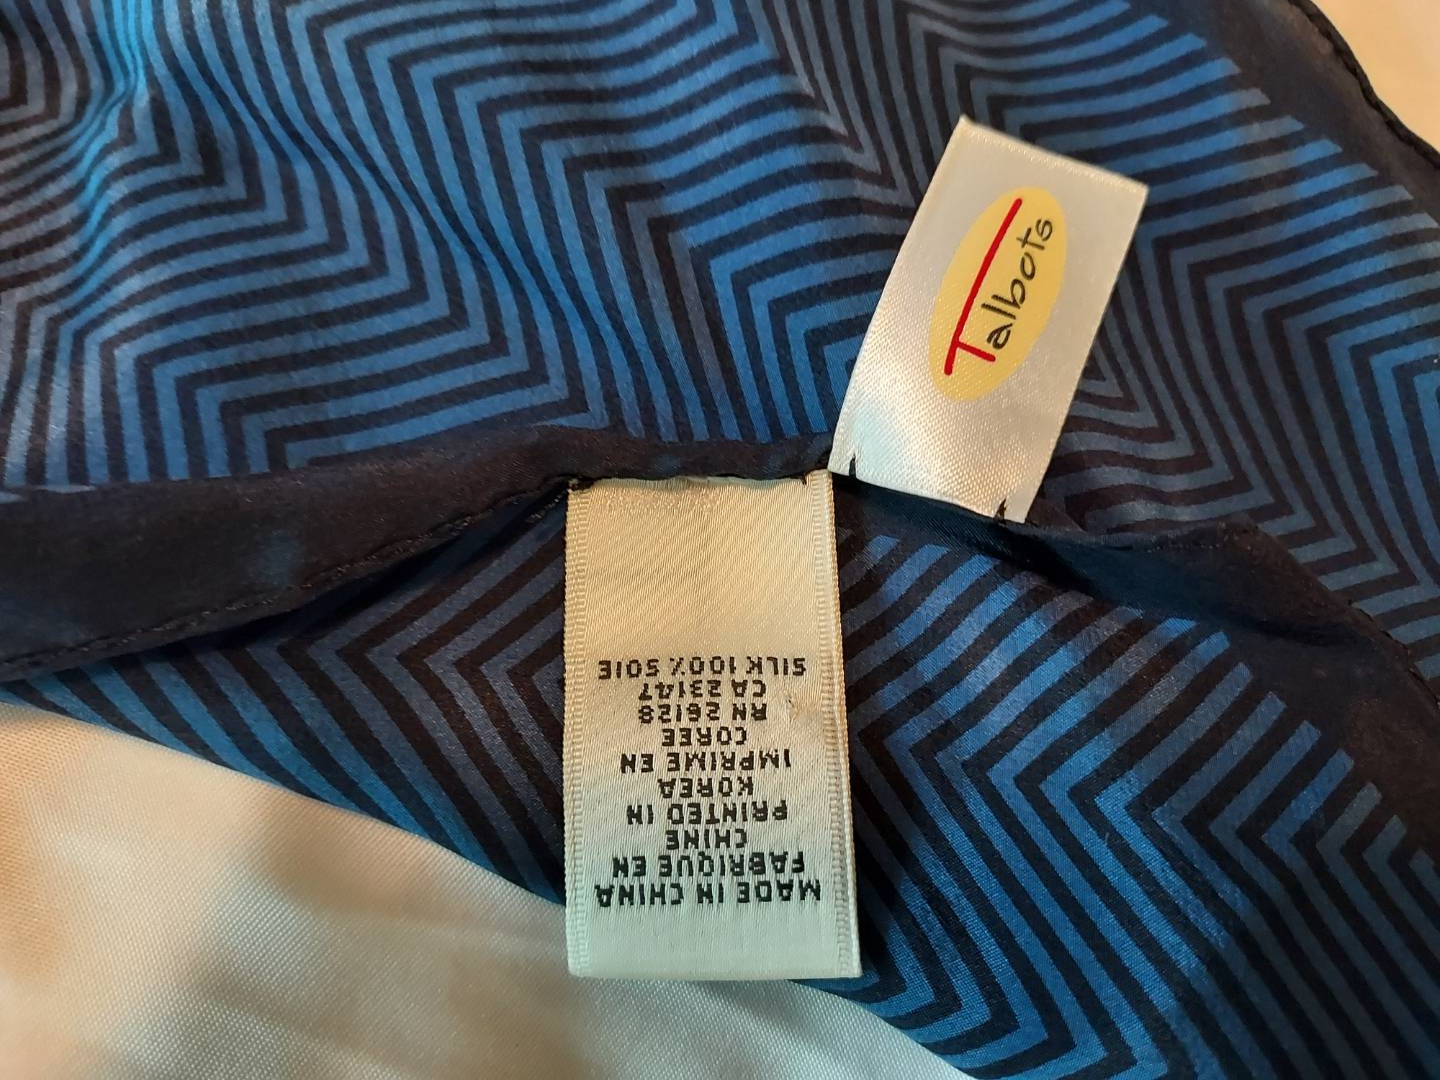 Talbots
MADE IN CHINA
FABRIQUE EN
CHINE
PRINTED IN
KOREA
IMPRIME EN
COREE
RN 26128
CA 23147
SILK 100% SOIE